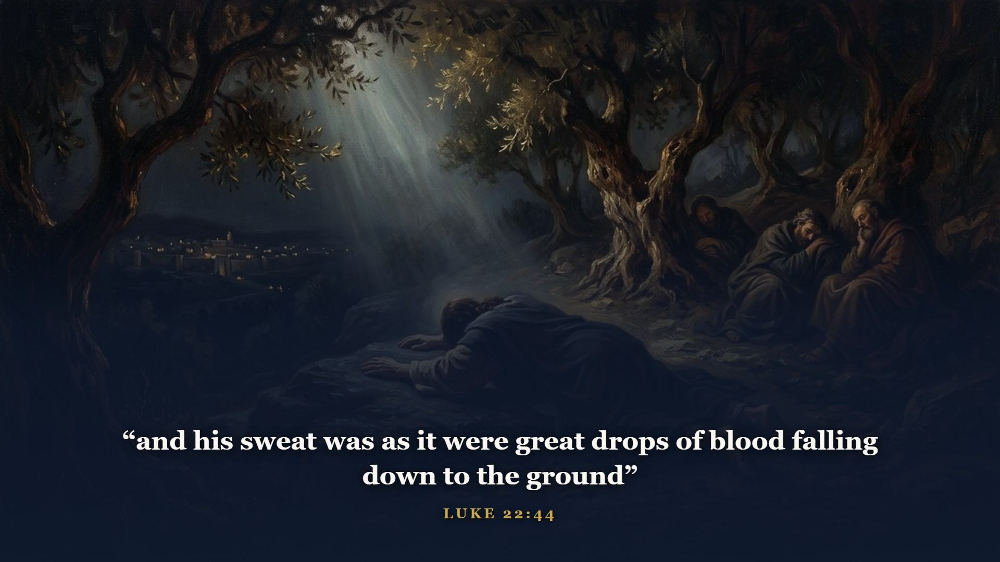 “and his sweat was as it were great drops of blood falling
down to the ground”
LUKE 22:44